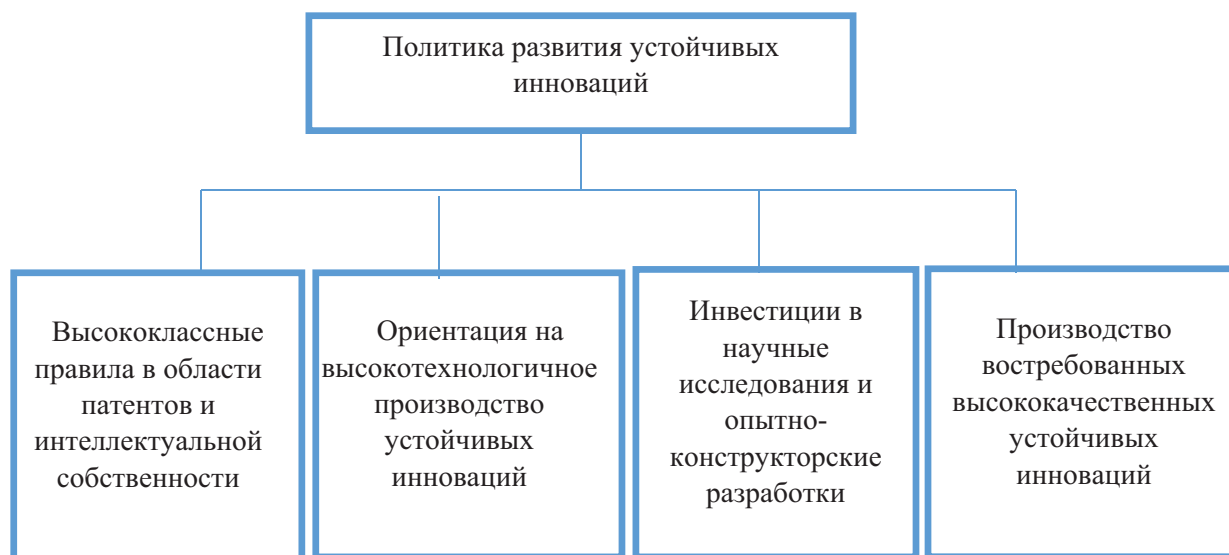 Политика развития устойчивых
инноваций
Высококлассные
правила в области
патентов и
интеллектуальной
собственности
Ориентация на
высокотехнологичное
производство
устойчивых
инноваций
Инвестиции в
научные
исследования и
опытно-
конструкторские
разработки
Производство
востребованных
высококачественных
устойчивых
инноваций